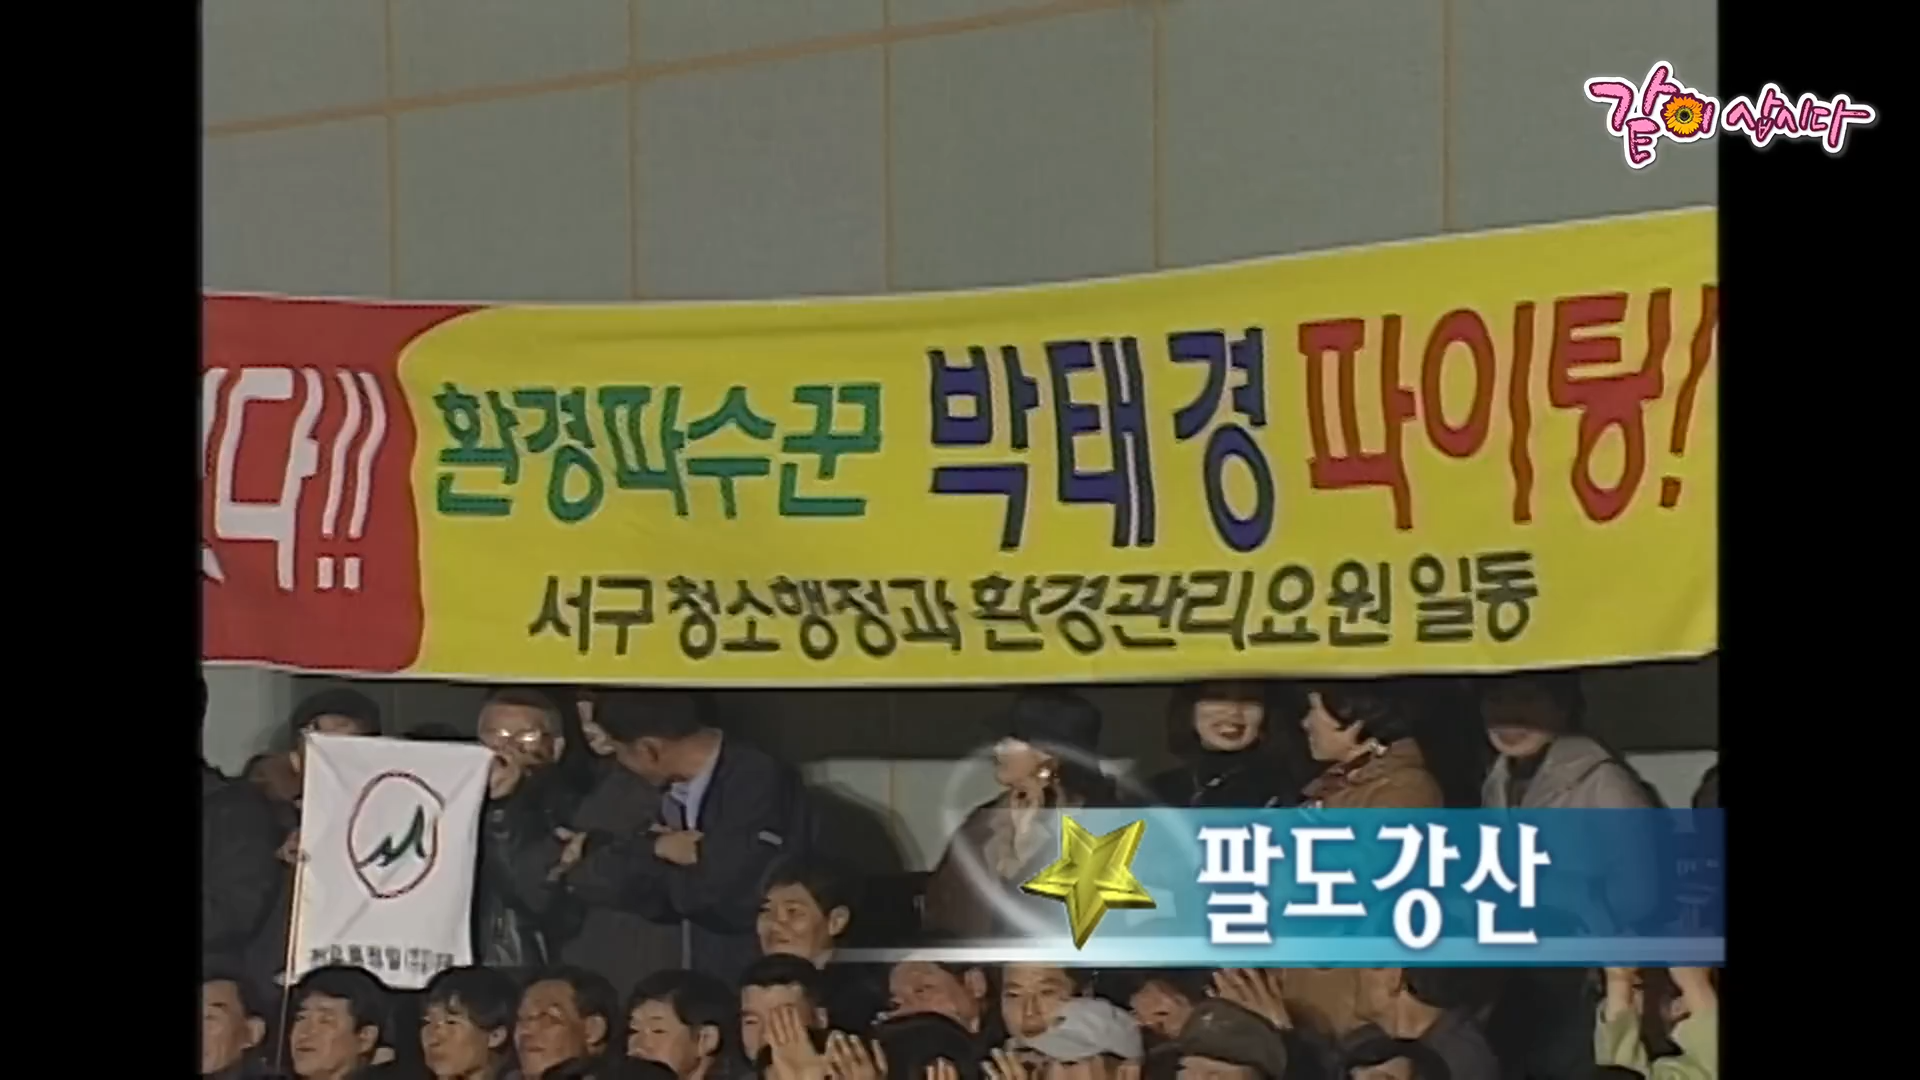 같이 삽시다
다!!
환경파수꾼 박태경 파이팅!
서구 청소행정과 환경관리요원 일동
팔도강산